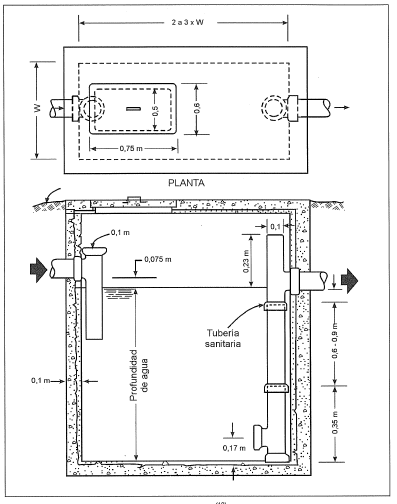 2 a 3 x W
W
0,5
0,6
0,75 m
PLANTA
0,1 m
0,1
0,075 m
0,23 m
Tubería
sanitaria
0,6 - 0,9 m
Profundidad
de agua
0,1 m
0,17 m
0,35 m